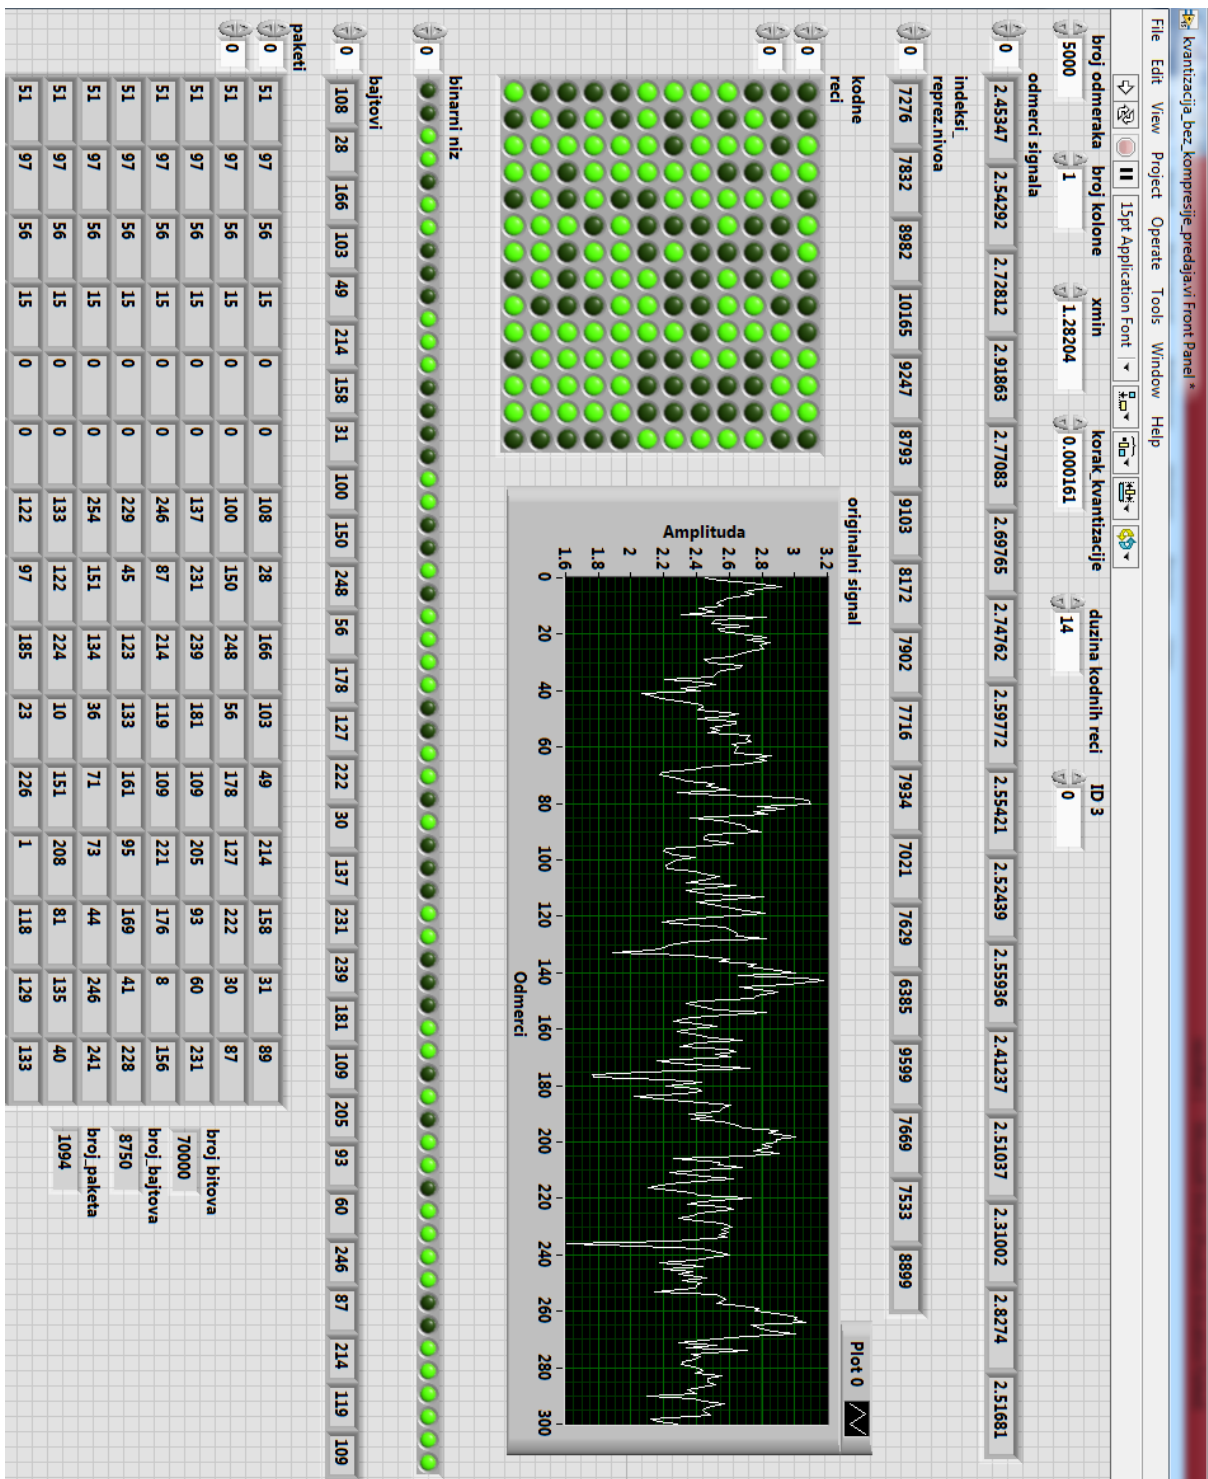 kvantizacija_bez_kompresije_predaja.vi Front Panel *
File Edit View Project Operate Tools Window Help
15pt Application Font
broj odmeraka broj kolone xmin korak_kvantizacije duzina kodnih reci ID 3
5000 1 1.28204 0.000161 14 0
odmerci signala
0 2.45347 2.54292 2.72812 2.91863 2.77083 2.69765 2.74762 2.59772 2.55421 2.52439 2.55936 2.41237 2.51037 2.31002 2.8274 2.51681
indeksi_
reprez.nivoa
0 7276 7832 8982 10165 9247 8793 9103 8172 7902 7716 7934 7021 7629 6385 9599 7669 7533 8899
kodne
reci
0
0
originalni signal
Plot 0
Amplituda
3.2
3
2.8
2.6
2.4
2.2
2
1.8
1.6
0 20 40 60 80 100 120 140 160 180 200 220 240 260 280 300
Odmerci
binarni niz
0
bajtovi
0 108 28 166 103 49 214 158 31 100 150 248 56 178 127 222 30 137 231 239 181 109 205 93 60 246 87 214 119 109
paketi
0 51 97 56 15 0 0 108 28 166 103 49 214 158 31 89
0 51 97 56 15 0 0 100 150 248 56 178 127 222 30 87
51 97 56 15 0 0 137 231 239 181 109 205 93 60 231
51 97 56 15 0 0 246 87 214 119 109 221 176 8 156
51 97 56 15 0 0 229 45 123 133 161 95 169 41 228
51 97 56 15 0 0 254 151 134 36 71 73 44 246 241
51 97 56 15 0 0 133 122 224 10 151 208 81 135 40
51 97 56 15 0 0 122 97 185 23 226 1 118 129 133
broj bitova
70000
broj_bajtova
8750
broj_paketa
1094